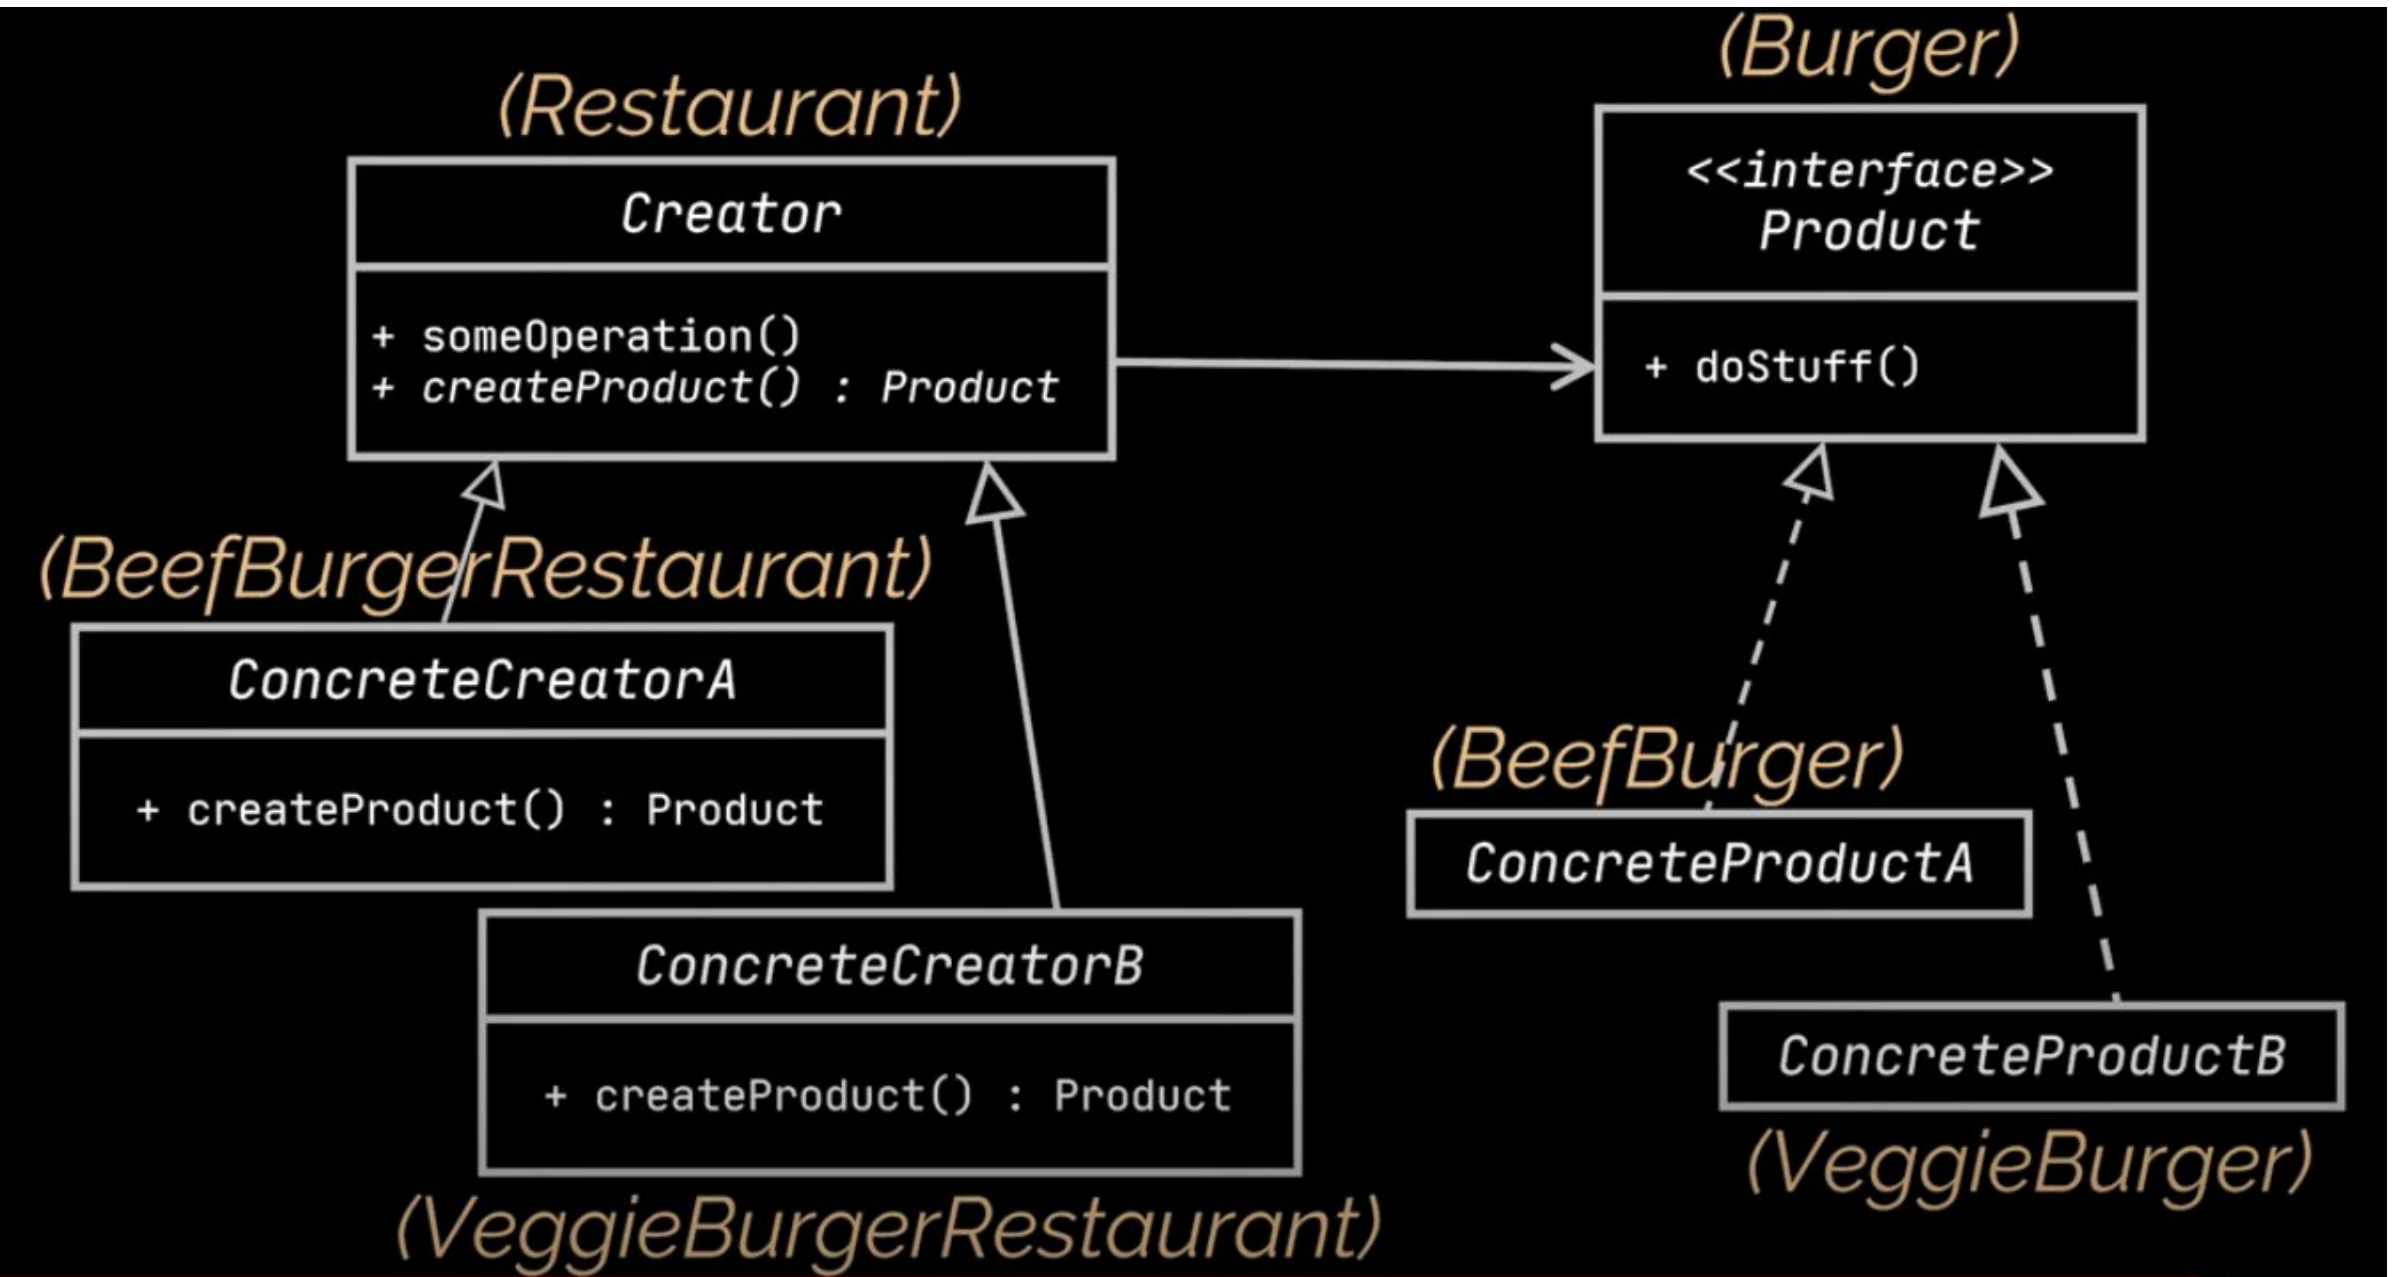 (Restaurant)
Creator
+ someOperation()
+ createProduct() : Product
(Burger)
<<interface>>
Product
+ doStuff()
(BeefBurgerRestaurant)
ConcreteCreatorA
+ createProduct() : Product
ConcreteCreatorB
+ createProduct() : Product
(VeggieBurgerRestaurant)
(BeefBurger)
ConcreteProductA
ConcreteProductB
(VeggieBurger)